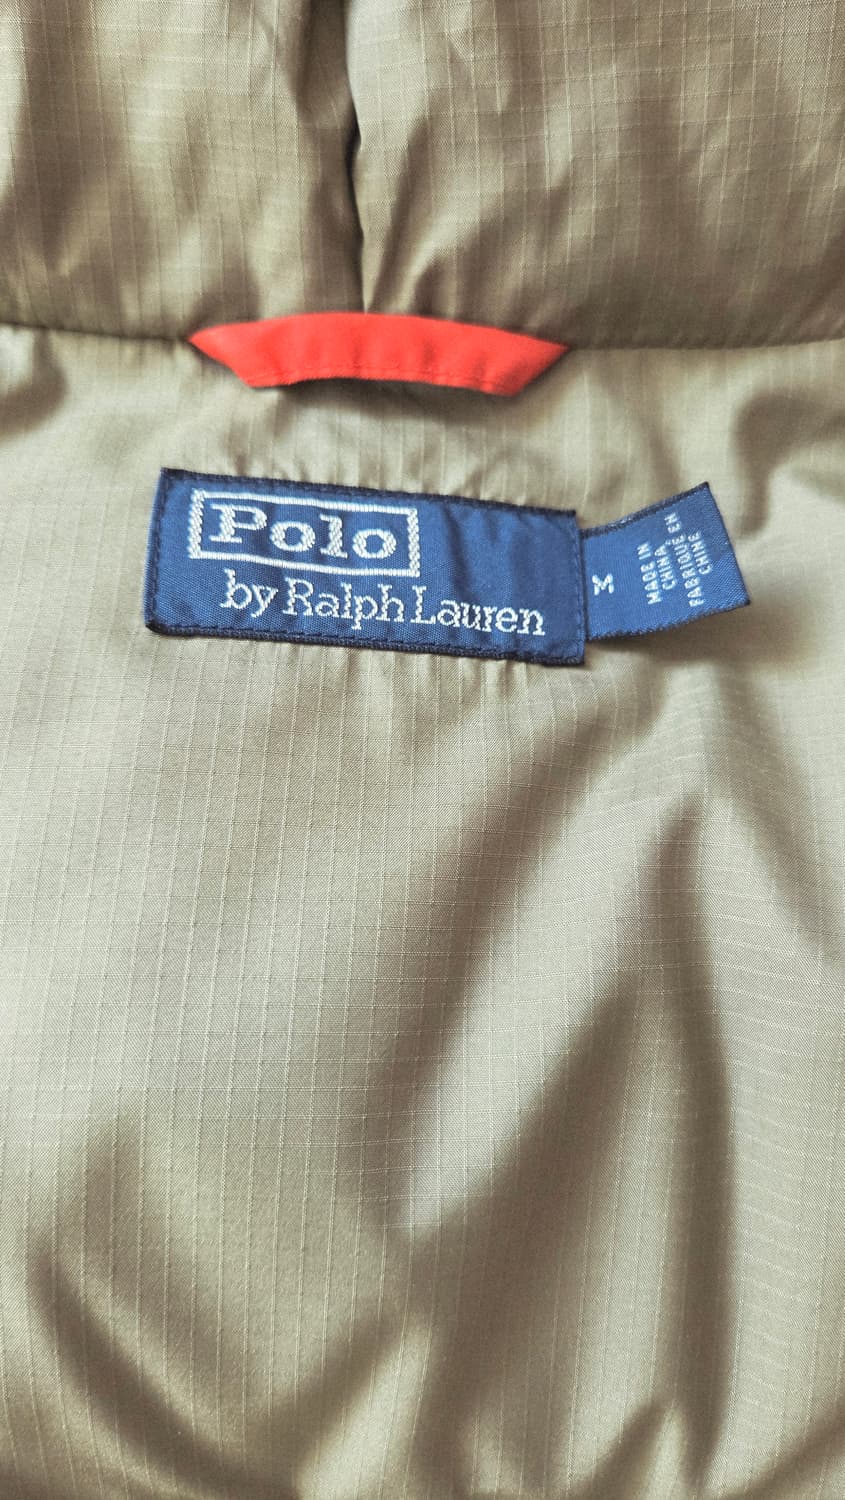 Polo
by Ralph Lauren
M
MADE IN
CHINA
FABRIQUE EN
CHINE